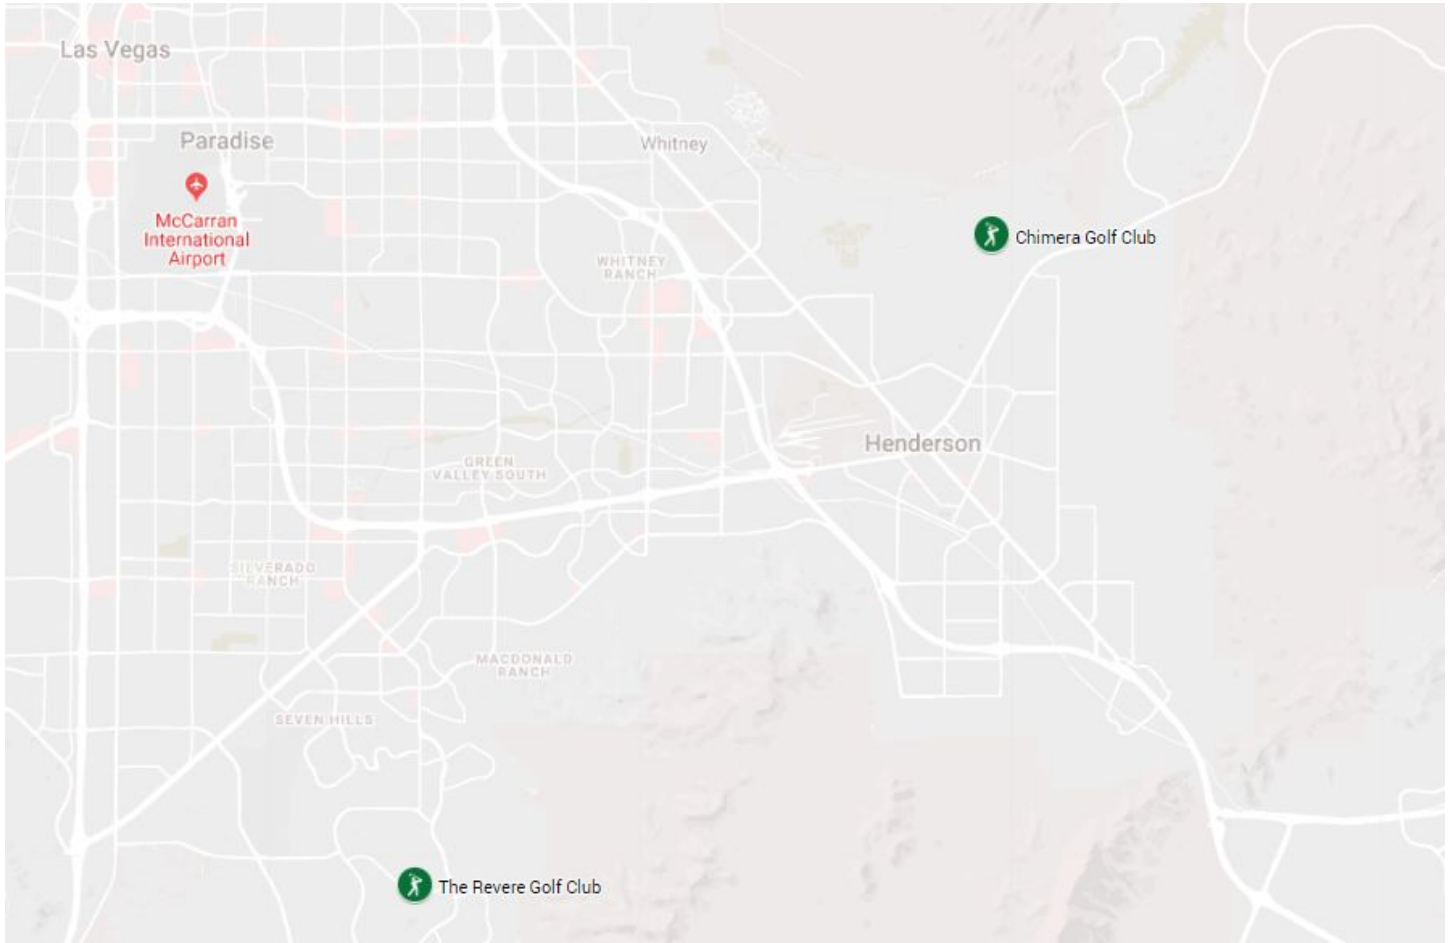 Las Vegas
Paradise
Whitney
McCarran
International
Airport
Chimera Golf Club
WHITNEY
RANCH
Henderson
GREEN
VALLEY SOUTH
SILVERADO
RANCH
MACDONALD
RANCH
SEVEN HILLS
The Revere Golf Club